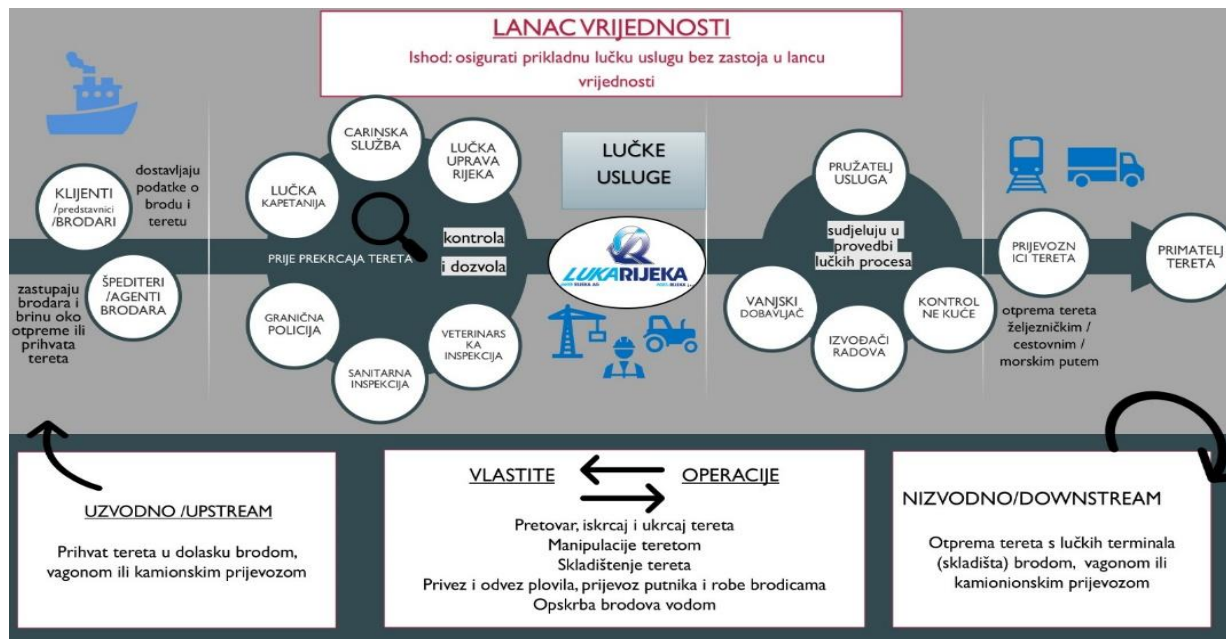 LANAC VRIJEDNOSTI
Ishod: osigurati prikladnu lučku uslugu bez zastoja u lancu
vrijednosti
KLIJENTI
/predstavnici
/BRODARI
dostavljaju
podatke o
brodu i
teretu
ŠPEDITERI
/AGENTI
BRODARA
zastupaju
brodara i
brinu oko
otpreme ili
prihvata
tereta
CARINSKA
SLUŽBA
LUČKA
UPRAVA
RIJEKA
LUČKA
KAPETANIJA
PRIJE PREKRCAJA TERETA
kontrola
i dozvola
GRANIČNA
POLICIJA
SANITARNA
INSPEKCIJA
VETERINARS
KA
INSPEKCIJA
LUČKE
USLUGE
LUKARIJEKA
PRUŽATELJ
USLUGA
sudjeluju u
provedbi
lučkih procesa
VANJSKI
DOBAVLJAČ
IZVOĐAČI
RADOVA
KONTROL
NE KUĆE
PRIJEVOZN
ICI TERETA
otprema tereta
željezničkim /
cestovnim /
morskim putem
PRIMATELJ
TERETA
UZVODNO /UPSTREAM
Prihvat tereta u dolasku brodom,
vagonom ili kamionskim prijevozom
VLASTITE OPERACIJE
Pretovar, iskrcaj i ukrcaj tereta
Manipulacije teretom
Skladištenje tereta
Privez i odvez plovila, prijevoz putnika i robe brodicama
Opskrba brodova vodom
NIZVODNO/DOWNSTREAM
Otprema tereta s lučkih terminala
(skladišta) brodom, vagonom ili
kamionionskim prijevozom